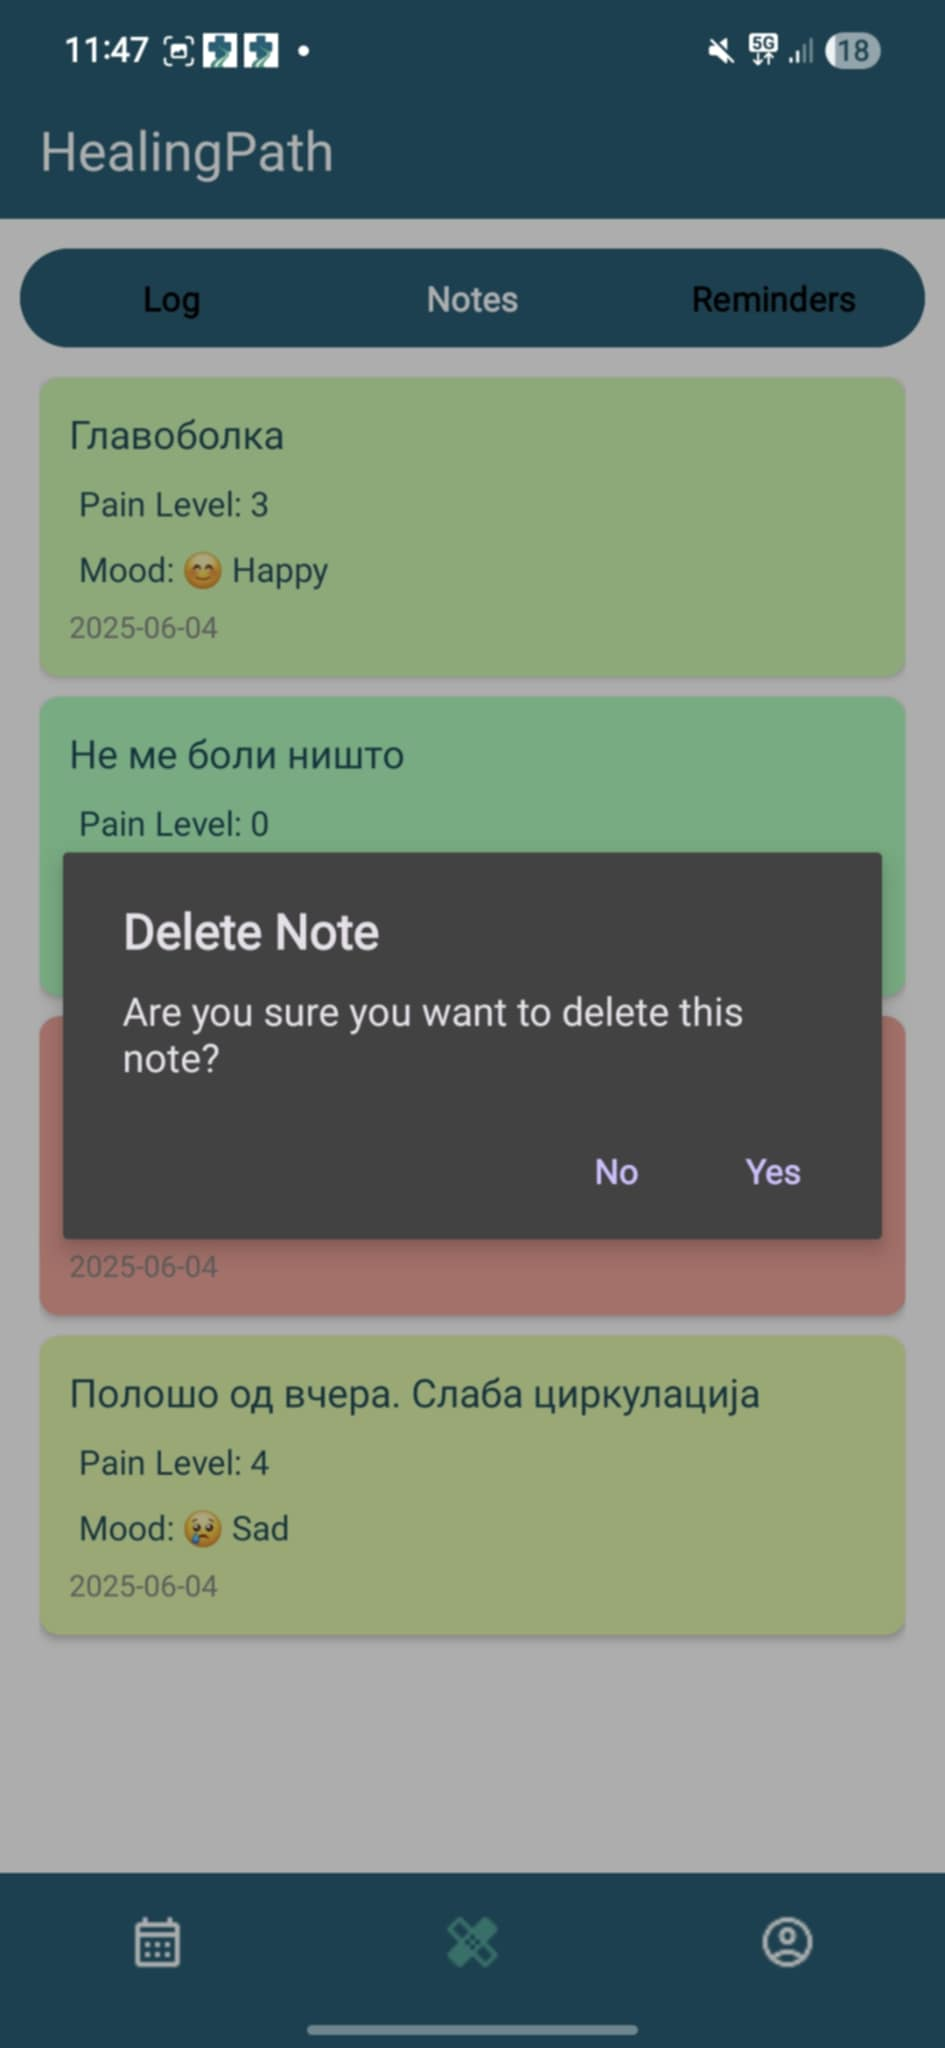 11:47
5G
18
HealingPath
Log Notes Reminders
Главоболка
Pain Level: 3
Mood: 😊 Happy
2025-06-04
Не ме боли ништо
Pain Level: 0
Delete Note
Are you sure you want to delete this
note?
No Yes
2025-06-04
Полошо од вчера. Слаба циркулација
Pain Level: 4
Mood: 😢 Sad
2025-06-04